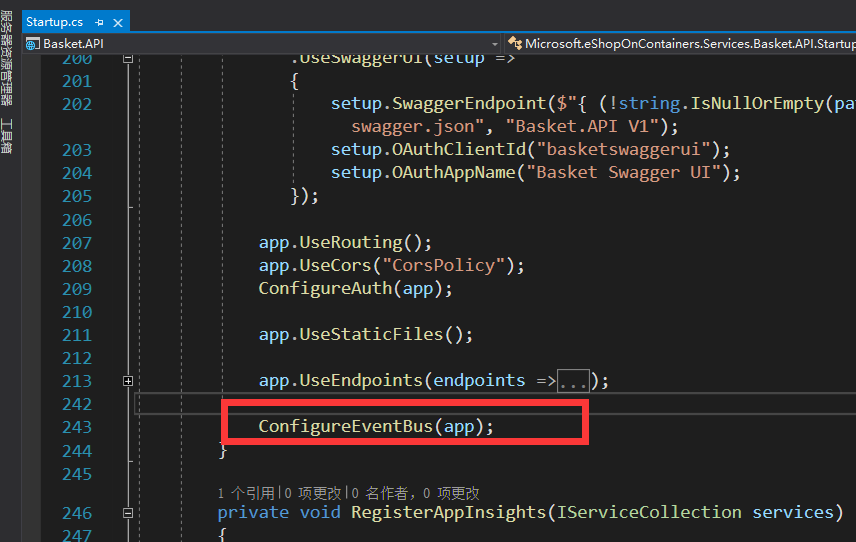 服务器资源管理器
工具箱
Startup.cs
Basket.API
Microsoft.eShopOnContainers.Services.Basket.API.Startup
200 .UseSwaggerUI(setup =>
201 {
202 setup.SwaggerEndpoint($"{ (!string.IsNullOrEmpty(pa
swagger.json", "Basket.API V1");
203 setup.OAuthClientId("basketswaggerui");
204 setup.OAuthAppName("Basket Swagger UI");
205 });
206
207 app.UseRouting();
208 app.UseCors("CorsPolicy");
209 ConfigureAuth(app);
210
211 app.UseStaticFiles();
212
213 app.UseEndpoints(endpoints =>...);
242
243 ConfigureEventBus(app);
244 }
245
1 个引用|0 项更改|0 名作者，0 项更改
246 private void RegisterAppInsights(IServiceCollection services)
247 {